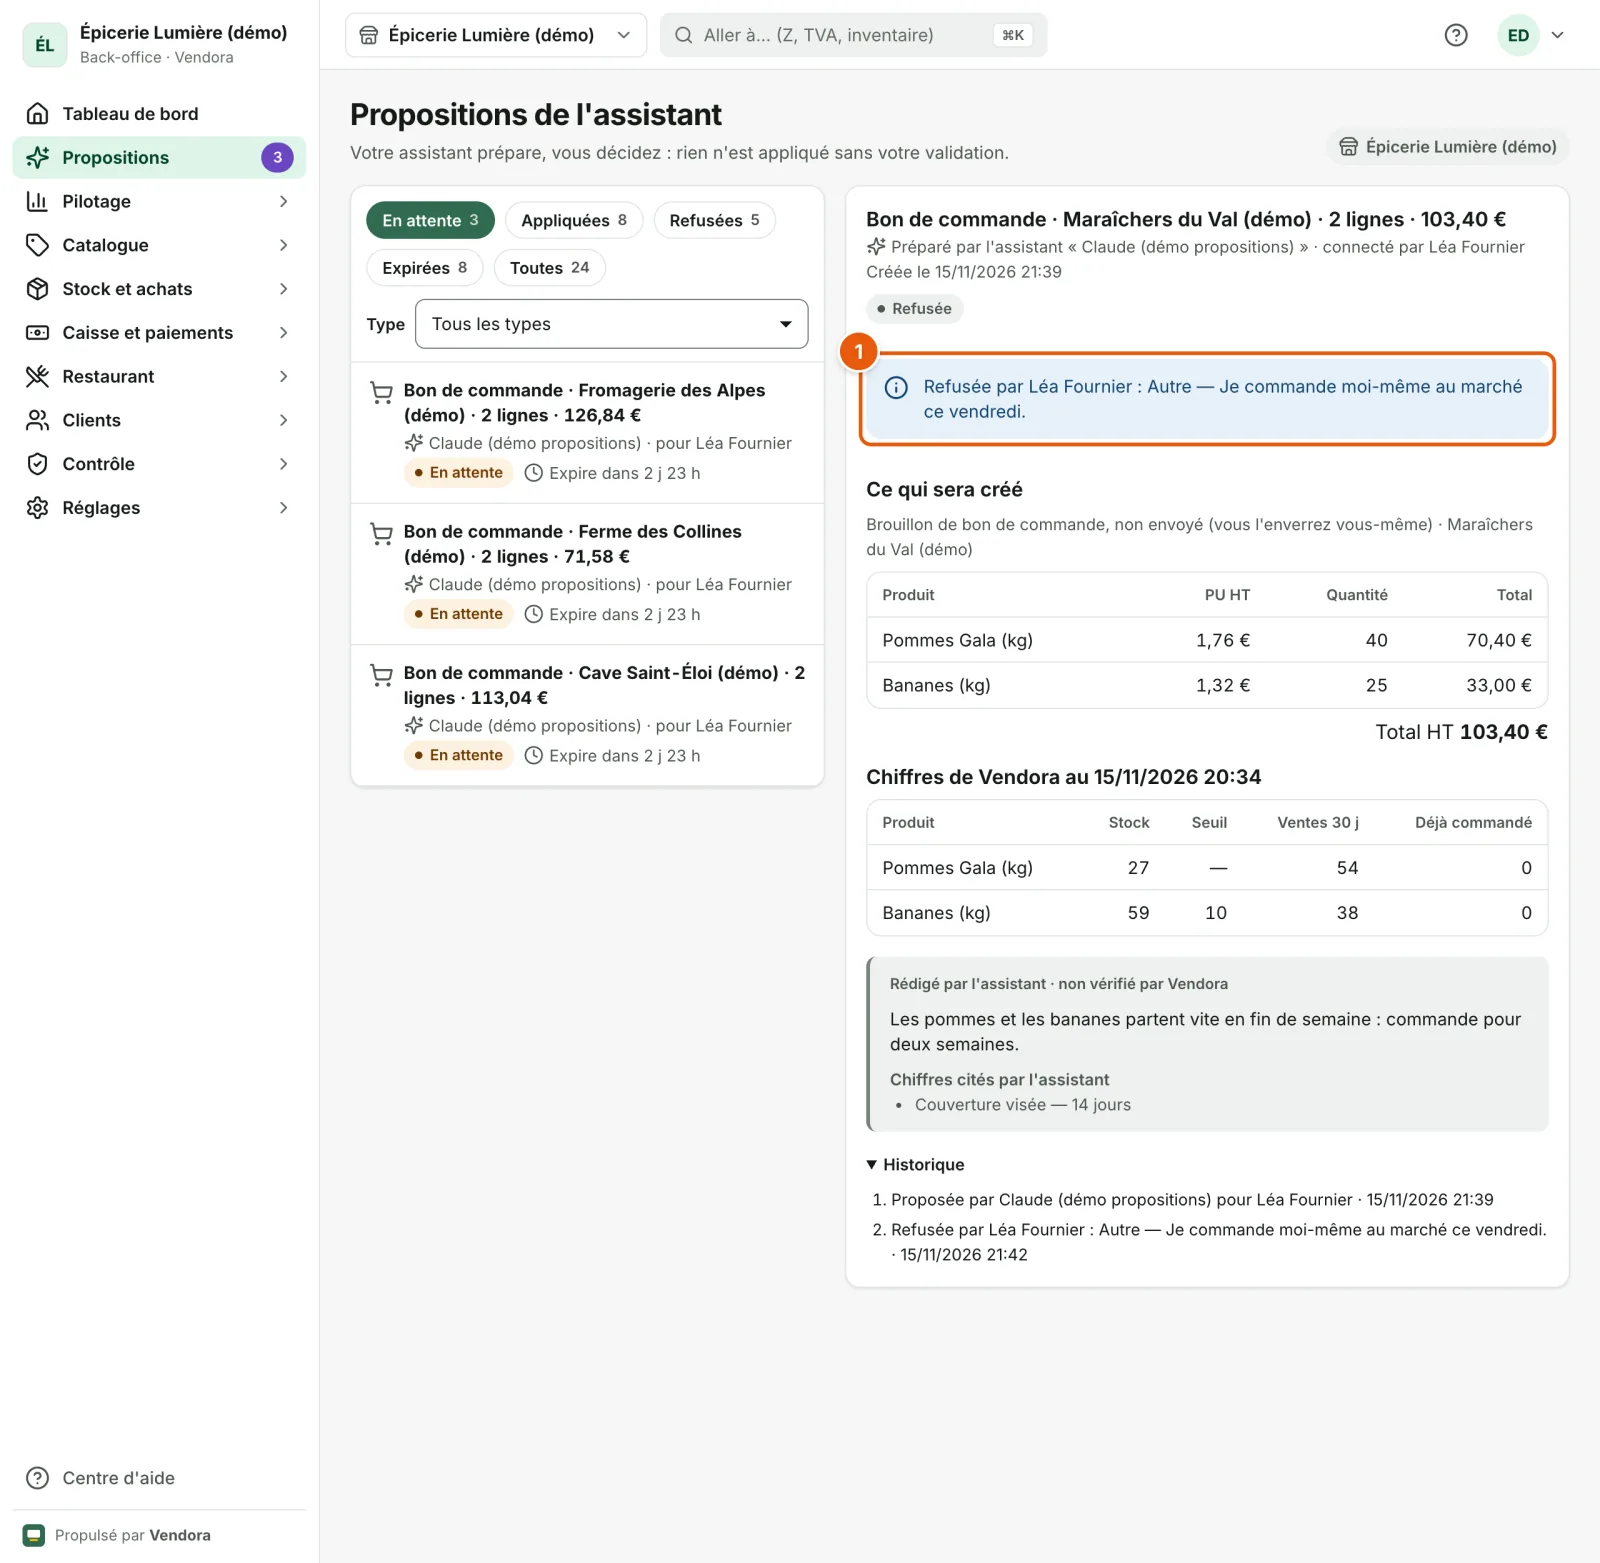 ÉL
Épicerie Lumière (démo)
Back-office · Vendora
Tableau de bord
Propositions 3
Pilotage
Catalogue
Stock et achats
Caisse et paiements
Restaurant
Clients
Contrôle
Réglages
Centre d'aide
Propulsé par Vendora
Épicerie Lumière (démo)
Aller à... (Z, TVA, inventaire) ⌘K
ED
Propositions de l'assistant
Votre assistant prépare, vous décidez : rien n'est appliqué sans votre validation.
Épicerie Lumière (démo)
En attente 3 Appliquées 8 Refusées 5
Expirées 8 Toutes 24
Type Tous les types
Bon de commande · Fromagerie des Alpes
(démo) · 2 lignes · 126,84 €
Claude (démo propositions) · pour Léa Fournier
• En attente Expire dans 2 j 23 h
Bon de commande · Ferme des Collines
(démo) · 2 lignes · 71,58 €
Claude (démo propositions) · pour Léa Fournier
• En attente Expire dans 2 j 23 h
Bon de commande · Cave Saint-Éloi (démo) · 2
lignes · 113,04 €
Claude (démo propositions) · pour Léa Fournier
• En attente Expire dans 2 j 23 h
Bon de commande · Maraîchers du Val (démo) · 2 lignes · 103,40 €
Préparé par l'assistant « Claude (démo propositions) » · connecté par Léa Fournier
Créée le 15/11/2026 21:39
• Refusée
1
Refusée par Léa Fournier : Autre — Je commande moi-même au marché
ce vendredi.
Ce qui sera créé
Brouillon de bon de commande, non envoyé (vous l'enverrez vous-même) · Maraîchers
du Val (démo)
Produit PU HT Quantité Total
Pommes Gala (kg) 1,76 € 40 70,40 €
Bananes (kg) 1,32 € 25 33,00 €
Total HT 103,40 €
Chiffres de Vendora au 15/11/2026 20:34
Produit Stock Seuil Ventes 30 j Déjà commandé
Pommes Gala (kg) 27 — 54 0
Bananes (kg) 59 10 38 0
Rédigé par l'assistant · non vérifié par Vendora
Les pommes et les bananes partent vite en fin de semaine : commande pour
deux semaines.
Chiffres cités par l'assistant
• Couverture visée — 14 jours
▼ Historique
1. Proposée par Claude (démo propositions) pour Léa Fournier · 15/11/2026 21:39
2. Refusée par Léa Fournier : Autre — Je commande moi-même au marché ce vendredi.
· 15/11/2026 21:42